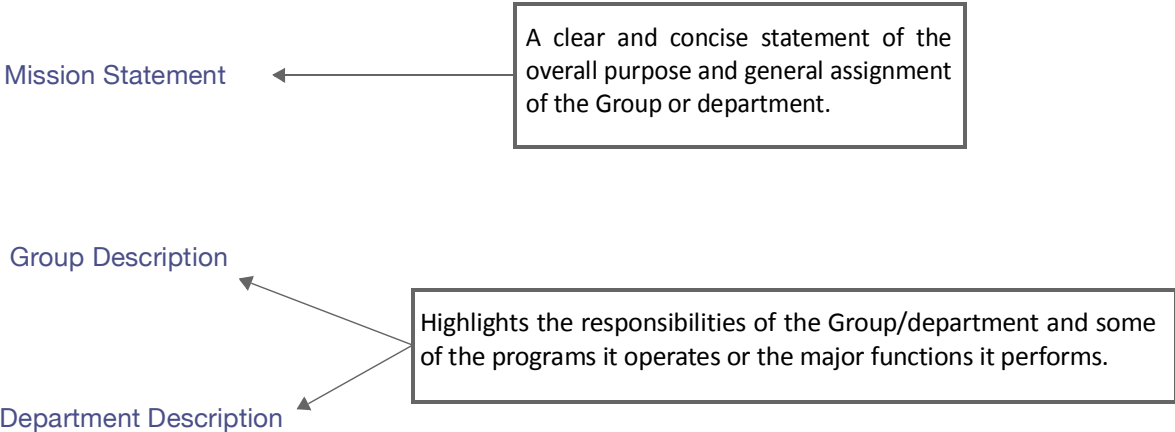 A clear and concise statement of the
overall purpose and general assignment
of the Group or department.
Mission Statement
Group Description
Highlights the responsibilities of the Group/department and some
of the programs it operates or the major functions it performs.
Department Description